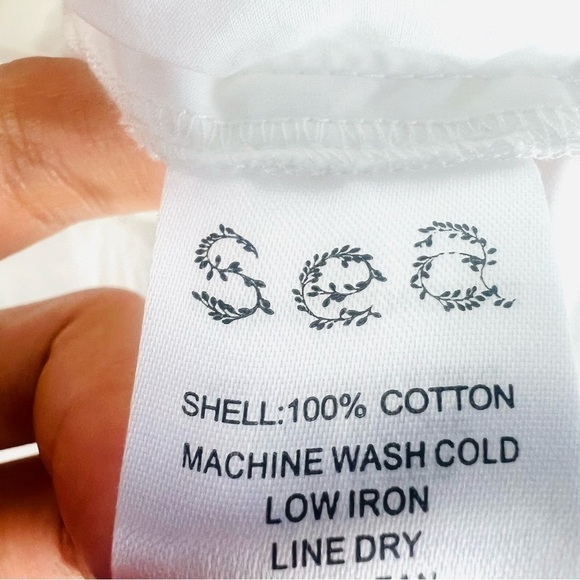 sea
SHELL:100% COTTON
MACHINE WASH COLD
LOW IRON
LINE DRY